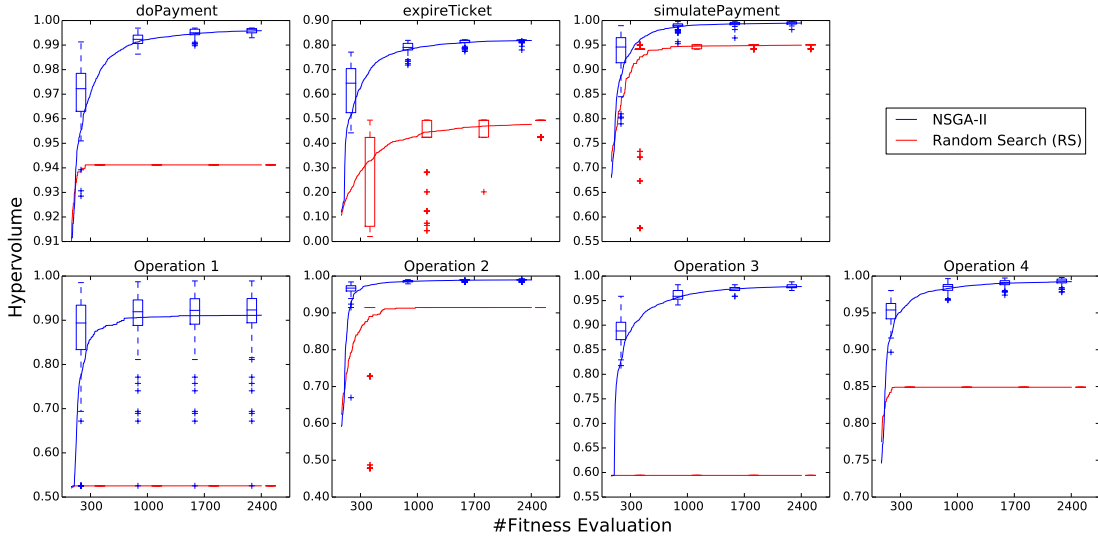 doPayment expireTicket simulatePayment
1.00 0.90 1.00
0.99 0.80 0.95
0.98 0.70 0.90
0.97 0.60 0.85
0.96 0.50 0.80
0.95 0.40 0.75
0.94 0.30 0.70
0.93 0.20 0.65
0.92 0.10 0.60
0.91 0.00 0.55
NSGA-II
Random Search (RS)
Hypervolume
Operation 1 Operation 2 Operation 3 Operation 4
1.00 1.00 1.00 1.00
0.90 0.90 0.95 0.95
0.80 0.80 0.90 0.90
0.70 0.70 0.85 0.85
0.60 0.60 0.80 0.80
0.50 0.50 0.75 0.75
0.40 0.70 0.70
0.65
0.60
0.55
300 1000 1700 2400 300 1000 1700 2400 300 1000 1700 2400 300 1000 1700 2400
#Fitness Evaluation